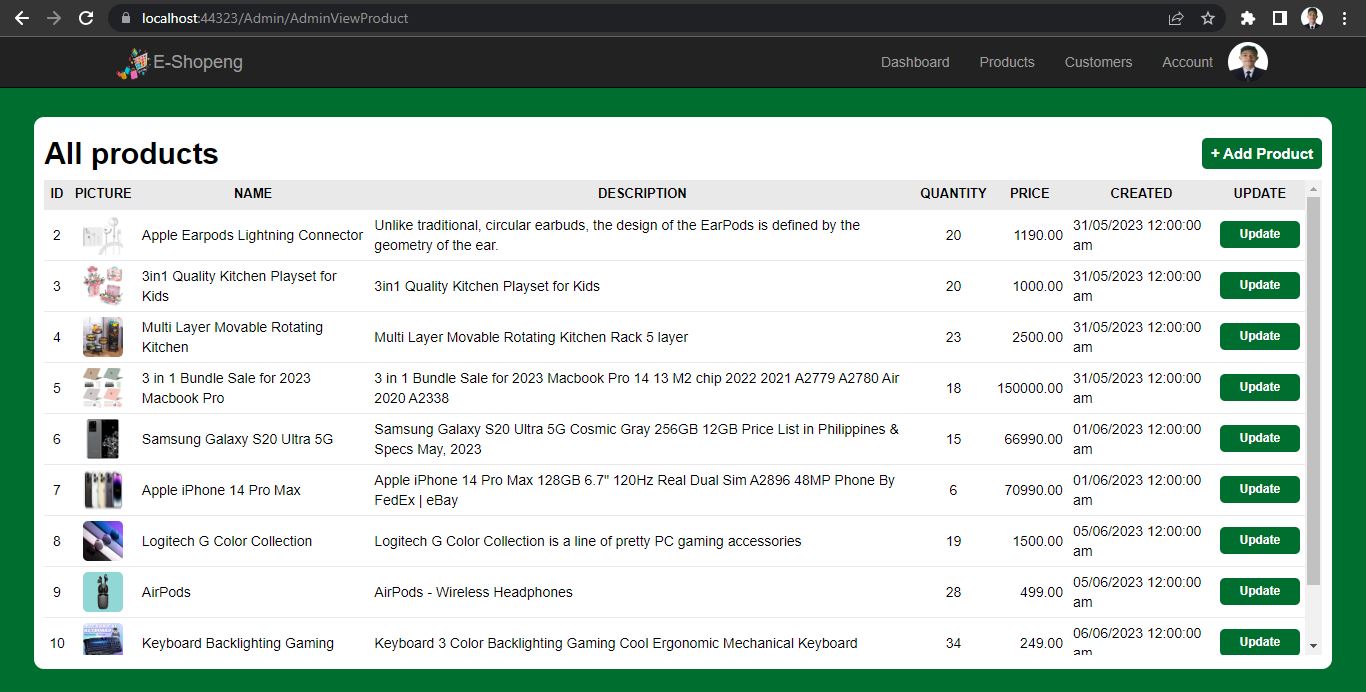 localhost:44323/Admin/AdminViewProduct
E-Shopeng
Dashboard Products Customers Account
All products
+ Add Product
ID PICTURE NAME DESCRIPTION QUANTITY PRICE CREATED UPDATE
2 Apple Earpods Lightning Connector Unlike traditional, circular earbuds, the design of the EarPods is defined by the 20 1190.00 31/05/2023 12:00:00 Update
geometry of the ear. am
3 3in1 Quality Kitchen Playset for 3in1 Quality Kitchen Playset for Kids 20 1000.00 31/05/2023 12:00:00 Update
Kids am
4 Multi Layer Movable Rotating Multi Layer Movable Rotating Kitchen Rack 5 layer 23 2500.00 31/05/2023 12:00:00 Update
Kitchen am
5 3 in 1 Bundle Sale for 2023 3 in 1 Bundle Sale for 2023 Macbook Pro 14 13 M2 chip 2022 2021 A2779 A2780 Air 18 150000.00 31/05/2023 12:00:00 Update
Macbook Pro 2020 A2338 am
6 Samsung Galaxy S20 Ultra 5G Samsung Galaxy S20 Ultra 5G Cosmic Gray 256GB 12GB Price List in Philippines & 15 66990.00 01/06/2023 12:00:00 Update
Specs May, 2023 am
7 Apple iPhone 14 Pro Max Apple iPhone 14 Pro Max 128GB 6.7" 120Hz Real Dual Sim A2896 48MP Phone By 6 70990.00 01/06/2023 12:00:00 Update
FedEx | eBay am
8 Logitech G Color Collection Logitech G Color Collection is a line of pretty PC gaming accessories 19 1500.00 05/06/2023 12:00:00 Update
am
9 AirPods AirPods - Wireless Headphones 28 499.00 05/06/2023 12:00:00 Update
am
10 Keyboard Backlighting Gaming Keyboard 3 Color Backlighting Gaming Cool Ergonomic Mechanical Keyboard 34 249.00 06/06/2023 12:00:00 Update
am